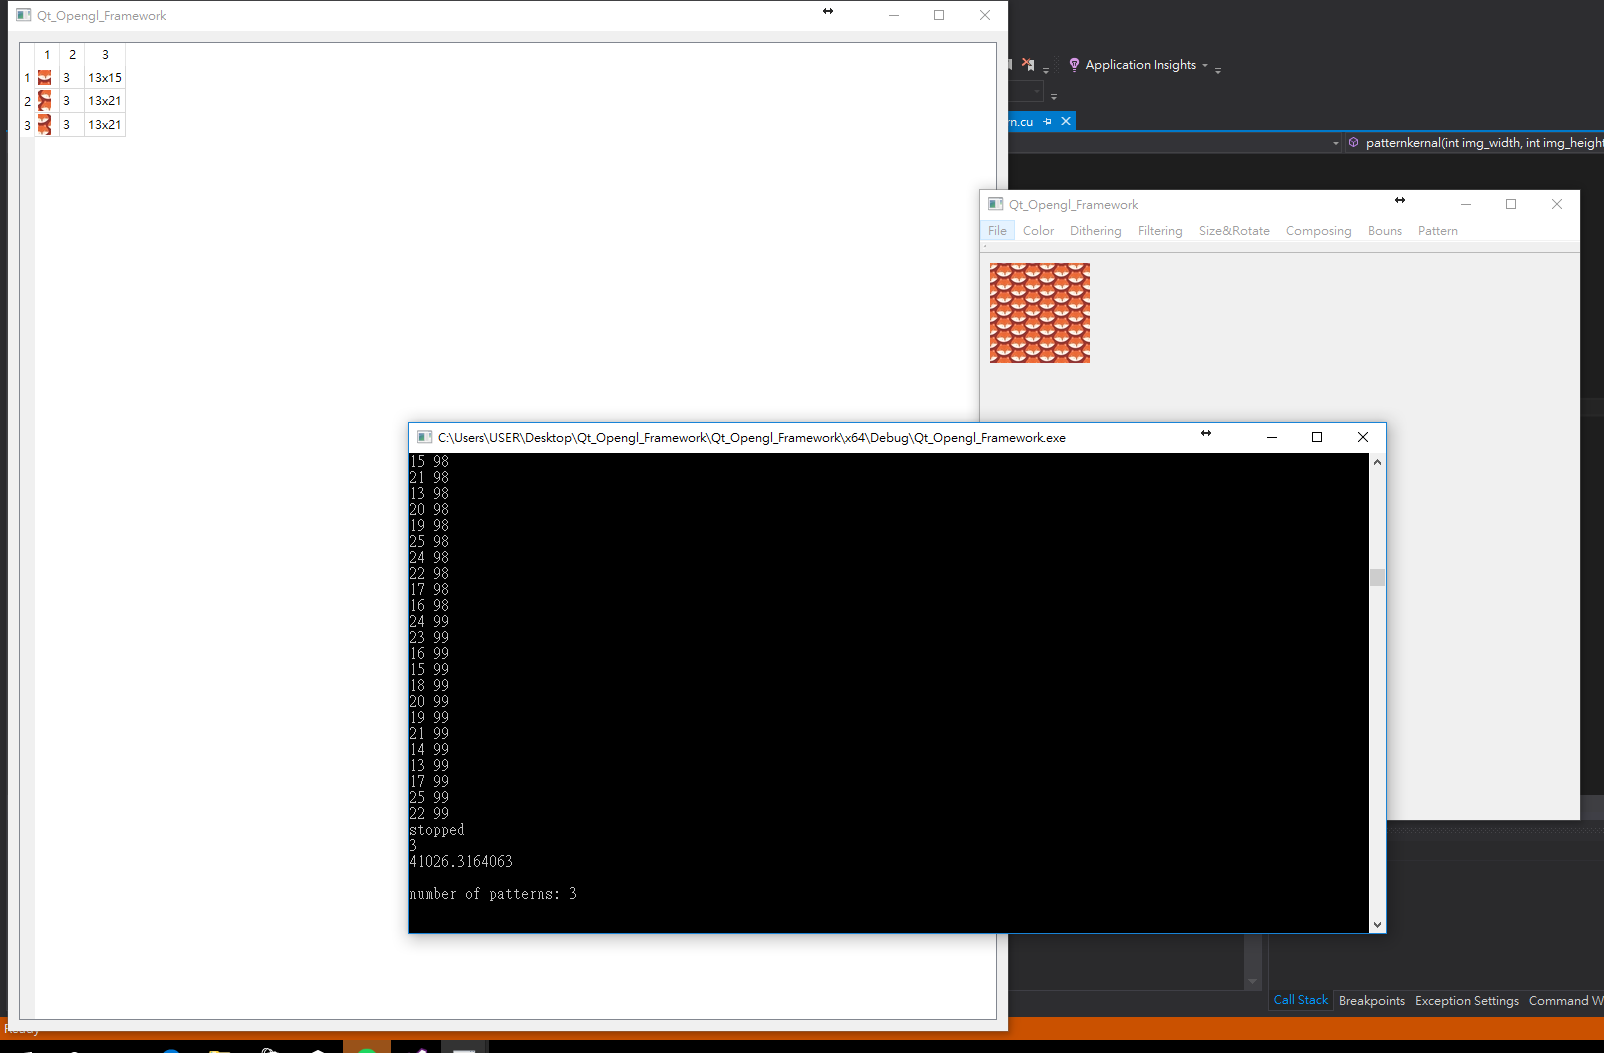 Qt_Opengl_Framework
1 2 3
1 3 13x15
2 3 13x21
3 3 13x21
Application Insights
rn.cu
patternkernal(int img_width, int img_height
Qt_Opengl_Framework
File Color Dithering Filtering Size&Rotate Composing Bouns Pattern
C:\Users\USER\Desktop\Qt_Opengl_Framework\Qt_Opengl_Framework\x64\Debug\Qt_Opengl_Framework.exe
15 98
21 98
13 98
20 98
19 98
25 98
24 98
22 98
17 98
16 98
24 99
23 99
16 99
15 99
18 99
20 99
19 99
21 99
14 99
13 99
17 99
25 99
22 99
stopped
3
41026.3164063
number of patterns: 3
Call Stack Breakpoints Exception Settings Command W
Ready